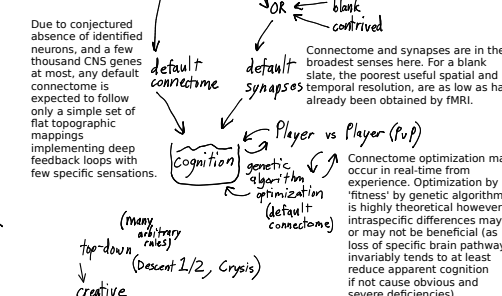 OR
blank
contrived
Due to conjectured
absence of identified
neurons, and a few
thousand CNS genes
at most, any default
connectome is
expected to follow
only a simple set of
flat topographic
mappings
implementing deep
feedback loops with
few specific sensations.
default
connectome
default
synapses
Connectome and synapses are in the
broadest senses here. For a blank
slate, the poorest useful spatial and
temporal resolution, are as low as ha
already been obtained by fMRI.
Player vs Player (PvP)
cognition
genetic
algorithm
optimization
(default
connectome)
Connectome optimization ma
occur in real-time from
experience. Optimization by
'fitness' by genetic algorithm
is highly theoretical however
intraspecific differences may
or may not be beneficial (as
loss of specific brain pathway
invariably tends to at least
reduce apparent cognition
if not cause obvious and
severe deficiencies)
(many
arbitrary
rules)
top-down
(Descent 1/2, Crysis)
creative